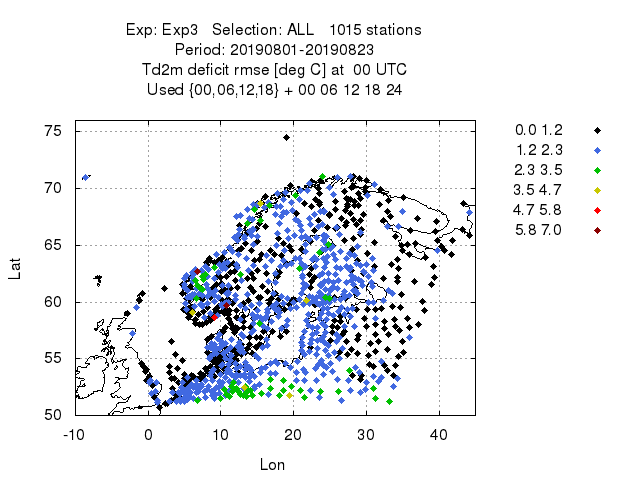 Exp: Exp3 Selection: ALL 1015 stations
Period: 20190801-20190823
Td2m deficit rmse [deg C] at 00 UTC
Used {00,06,12,18} + 00 06 12 18 24
75
70
65
60
55
50
Lat
-10 0 10 20 30 40
Lon
0.0 1.2
1.2 2.3
2.3 3.5
3.5 4.7
4.7 5.8
5.8 7.0